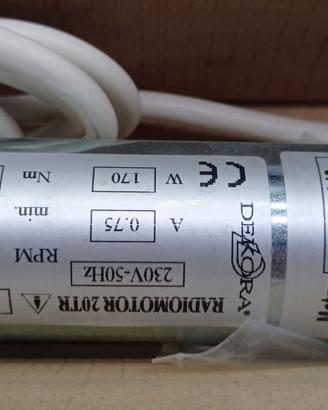 RADIOMOTOR 20TR
230V-50Hz
RPM
0.75 A
min.
170 W
Nm
DEKORA®
CE